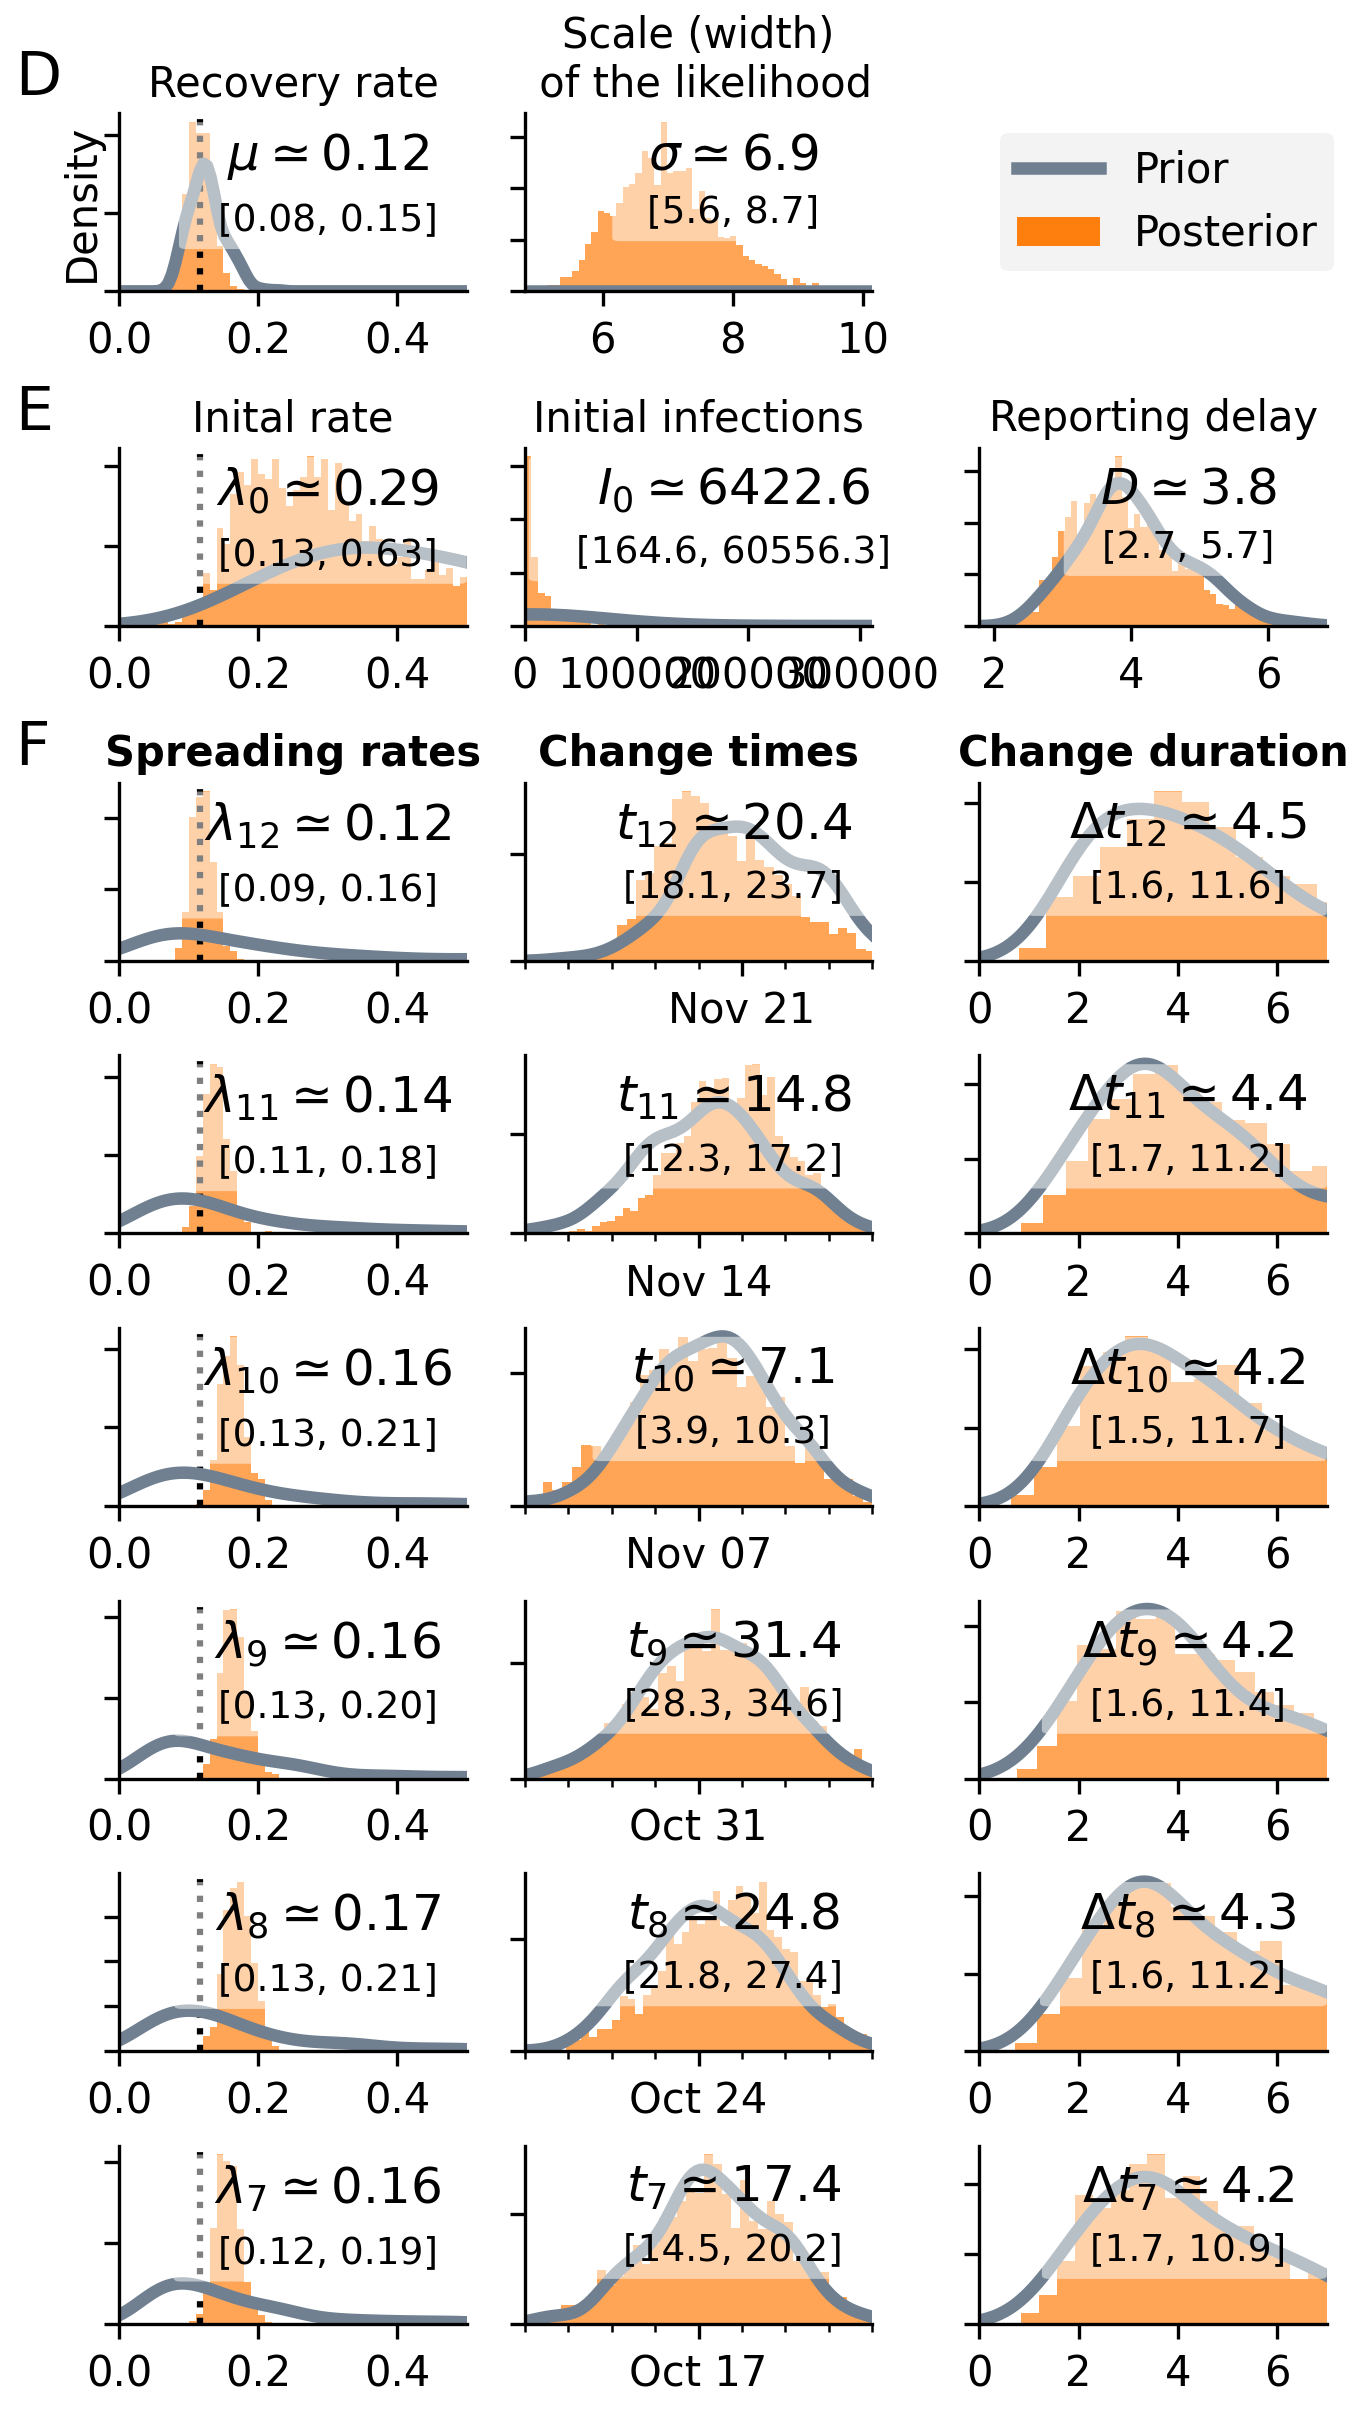 D
Recovery rate
Scale (width)
of the likelihood
Density
μ ≃ 0.12
[0.08, 0.15]
σ ≃ 6.9
[5.6, 8.7]
Prior
Posterior
0.0 0.2 0.4
6 8 10
E
Inital rate
Initial infections
Reporting delay
λ0 ≃ 0.29
[0.13, 0.63]
I0 ≃ 6422.6
[164.6, 60556.3]
D ≃ 3.8
[2.7, 5.7]
0.0 0.2 0.4
0 100000 200000 300000
2 4 6
F
Spreading rates
Change times
Change duration
λ12 ≃ 0.12
[0.09, 0.16]
t12 ≃ 20.4
[18.1, 23.7]
Δt12 ≃ 4.5
[1.6, 11.6]
0.0 0.2 0.4
Nov 21
0 2 4 6
λ11 ≃ 0.14
[0.11, 0.18]
t11 ≃ 14.8
[12.3, 17.2]
Δt11 ≃ 4.4
[1.7, 11.2]
0.0 0.2 0.4
Nov 14
0 2 4 6
λ10 ≃ 0.16
[0.13, 0.21]
t10 ≃ 7.1
[3.9, 10.3]
Δt10 ≃ 4.2
[1.5, 11.7]
0.0 0.2 0.4
Nov 07
0 2 4 6
λ9 ≃ 0.16
[0.13, 0.20]
t9 ≃ 31.4
[28.3, 34.6]
Δt9 ≃ 4.2
[1.6, 11.4]
0.0 0.2 0.4
Oct 31
0 2 4 6
λ8 ≃ 0.17
[0.13, 0.21]
t8 ≃ 24.8
[21.8, 27.4]
Δt8 ≃ 4.3
[1.6, 11.2]
0.0 0.2 0.4
Oct 24
0 2 4 6
λ7 ≃ 0.16
[0.12, 0.19]
t7 ≃ 17.4
[14.5, 20.2]
Δt7 ≃ 4.2
[1.7, 10.9]
0.0 0.2 0.4
Oct 17
0 2 4 6